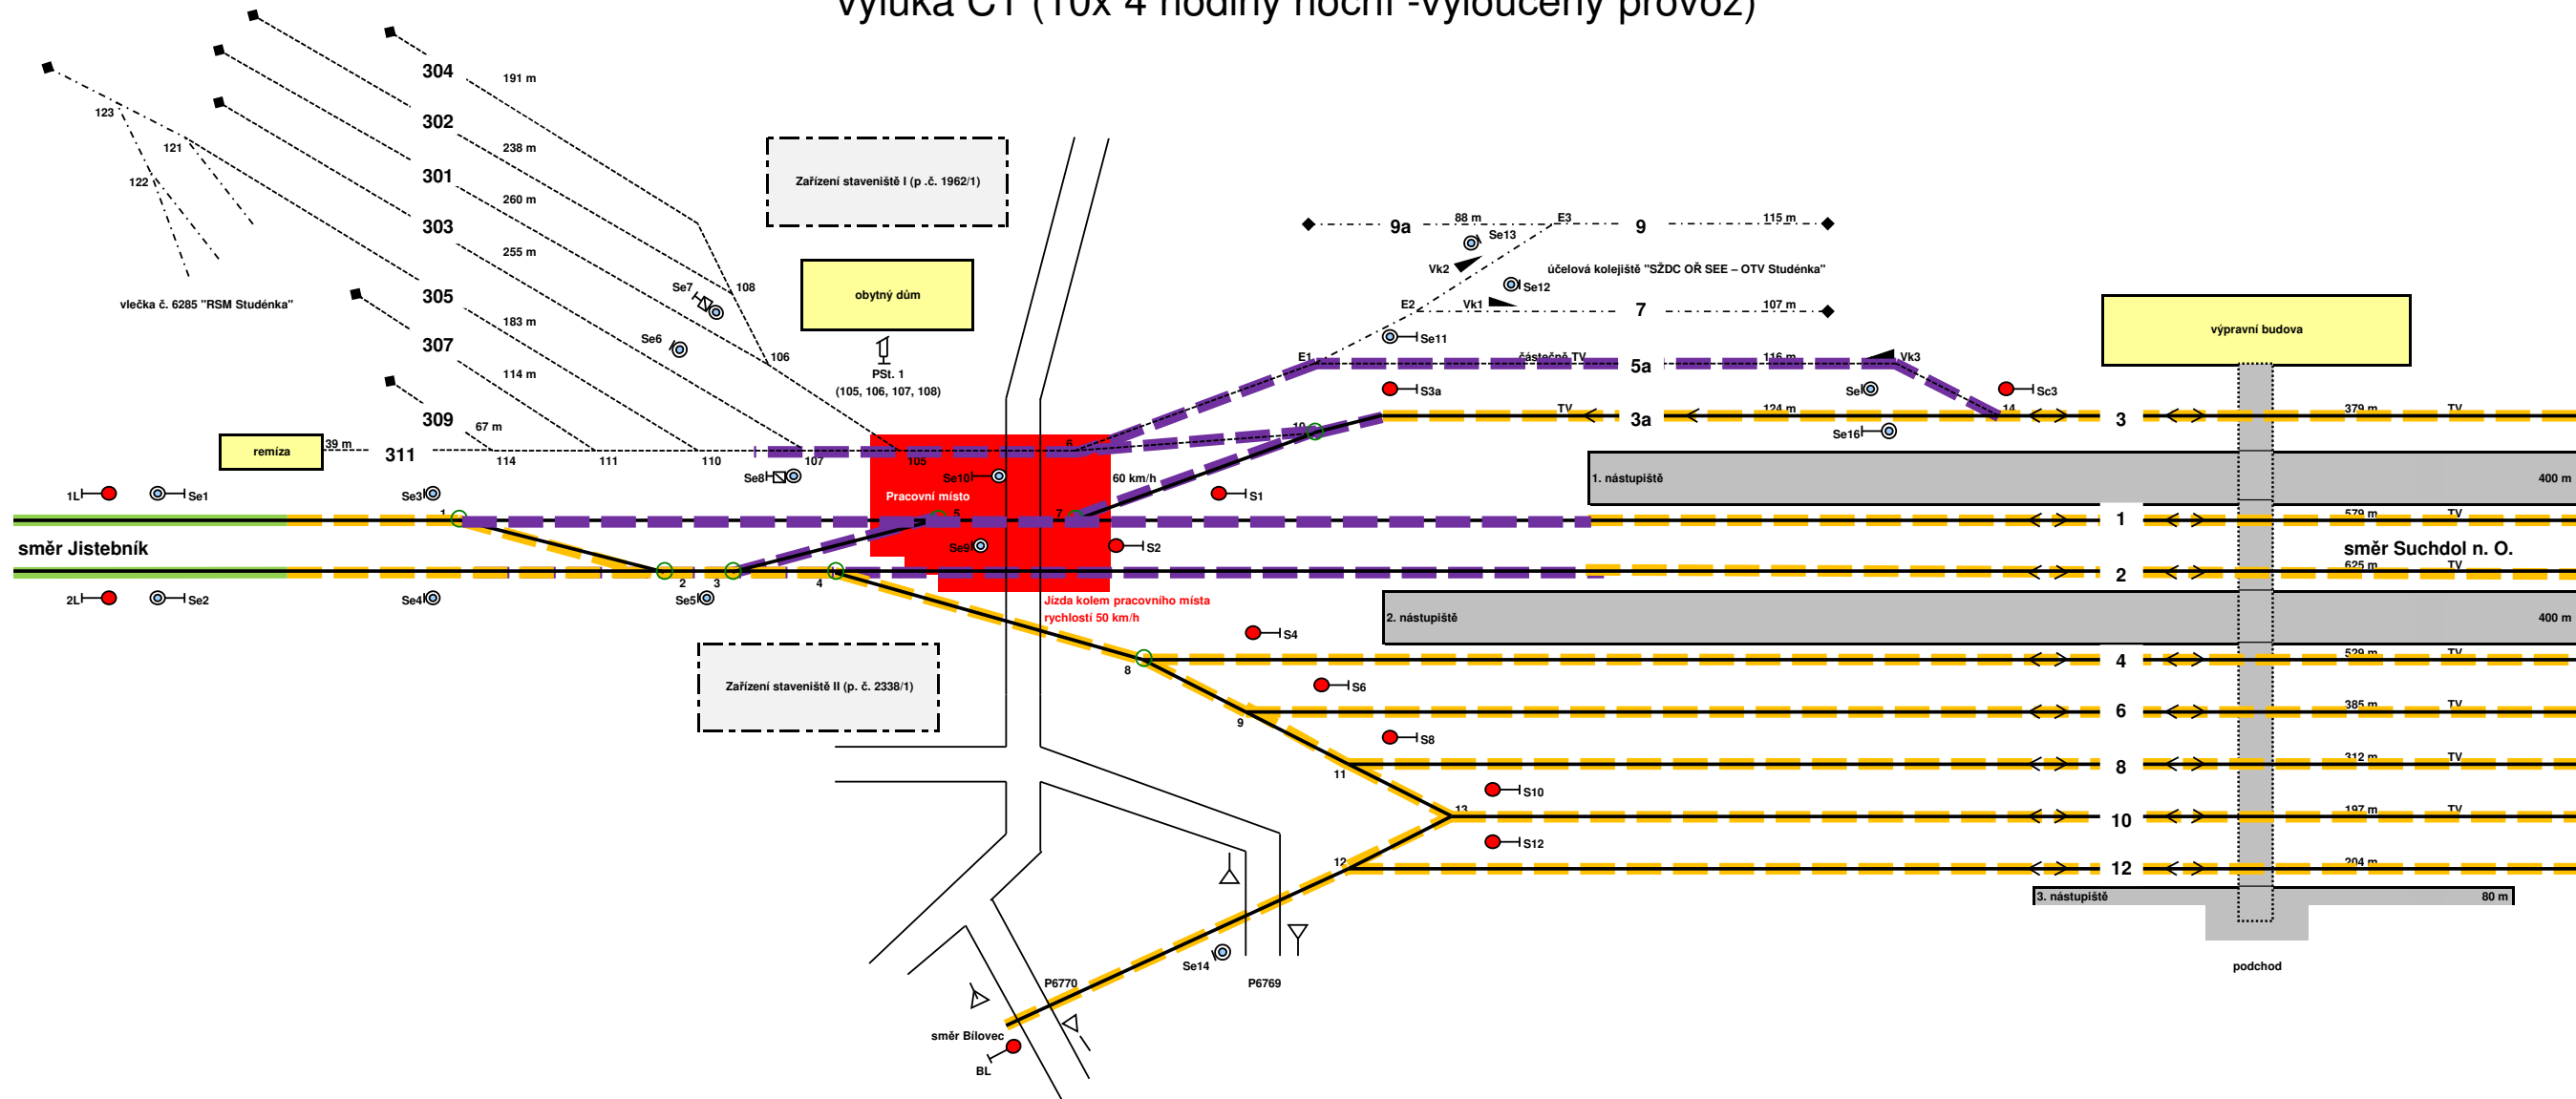 Výluka C1 (10x 4 hodiny noční -vyloučený provoz)
304
191 m
302
238 m
301
260 m
303
255 m
305
183 m
307
114 m
309
67 m
311
39 m
remíza
123
121
122
vlečka č. 6285 "RSM Studénka"
Zařízení staveniště I (p .č. 1962/1)
obytný dům
PSt. 1
(105, 106, 107, 108)
Se7
108
Se6
106
114
111
110
107
105
Se8
Se10
6
60 km/h
Pracovní místo
9a
88 m
E3
9
115 m
Se13
Vk2
účelová kolejiště "SŽDC OŘ SEE – OTV Studénka"
Se12
E2
Vk1
7
107 m
Se11
E1
částečně TV
5a
116 m
Vk3
S3a
Se
Sc3
10
TV
3a
124 m
14
3
379 m
TV
Se16
výpravní budova
1. nástupiště
400 m
1L
Se1
Se3
1
5
7
S1
1
579 m
TV
směr Jistebník
Se9
S2
směr Suchdol n. O.
2
3
4
2
625 m
TV
2L
Se2
Se4
Se5
Jízda kolem pracovního místa
rychlostí 50 km/h
2. nástupiště
400 m
S4
Zařízení staveniště II (p. č. 2338/1)
8
4
529 m
TV
S6
9
6
385 m
TV
S8
11
8
312 m
TV
S10
13
10
197 m
TV
S12
12
12
204 m
TV
3. nástupiště
80 m
Se14
P6770
P6769
podchod
směr Bílovec
BL